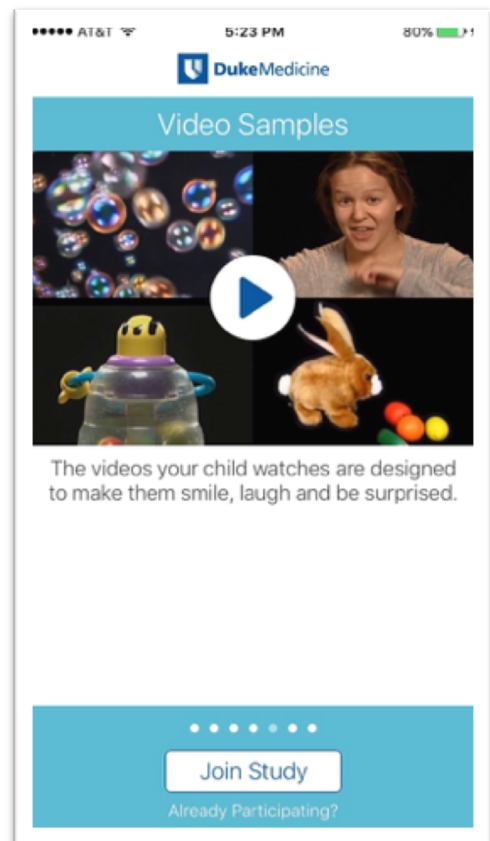 AT&T 5:23 PM 80%
DukeMedicine
Video Samples
The videos your child watches are designed
to make them smile, laugh and be surprised.
Join Study
Already Participating?